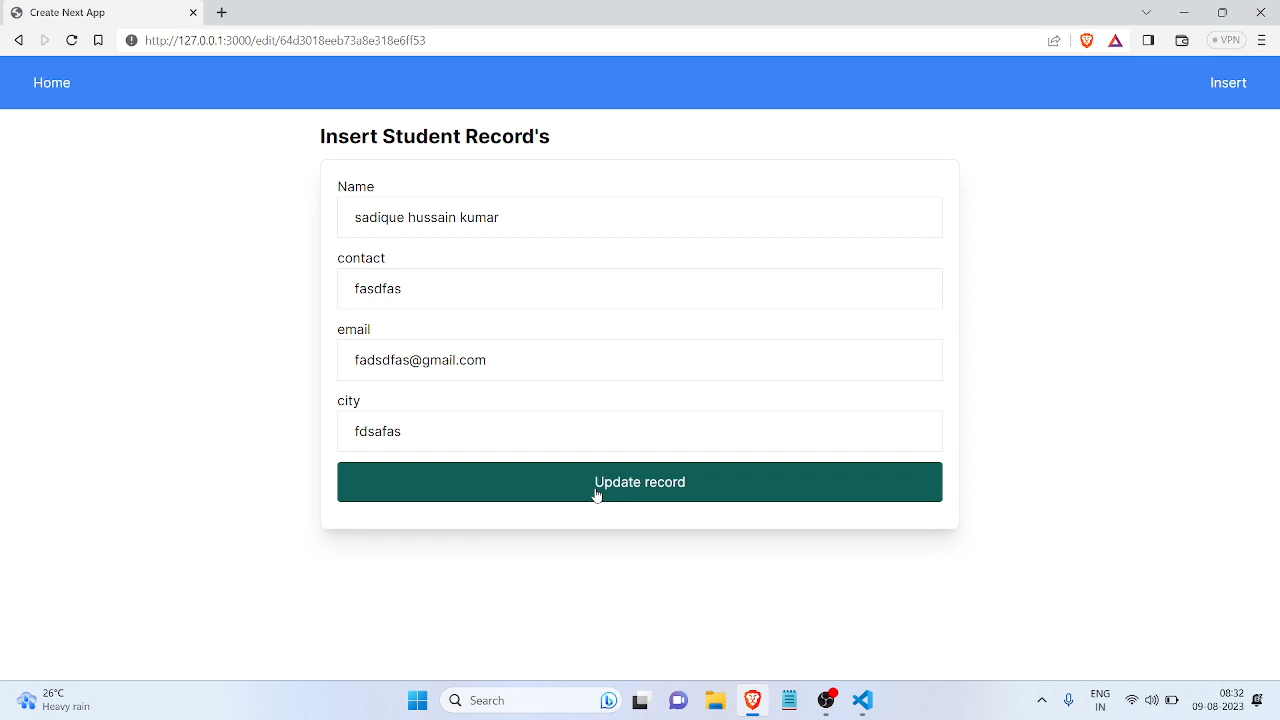 Create Next App
http://127.0.0.1:3000/edit/64d3018eeb73a8e318e6ff53
VPN
Home
Insert
Insert Student Record's
Name
sadique hussain kumar
contact
fasdfas
email
fadsdfas@gmail.com
city
fdsafas
Update record
26°C
Heavy rain
Search
ENG
IN
08:32
09-08-2023